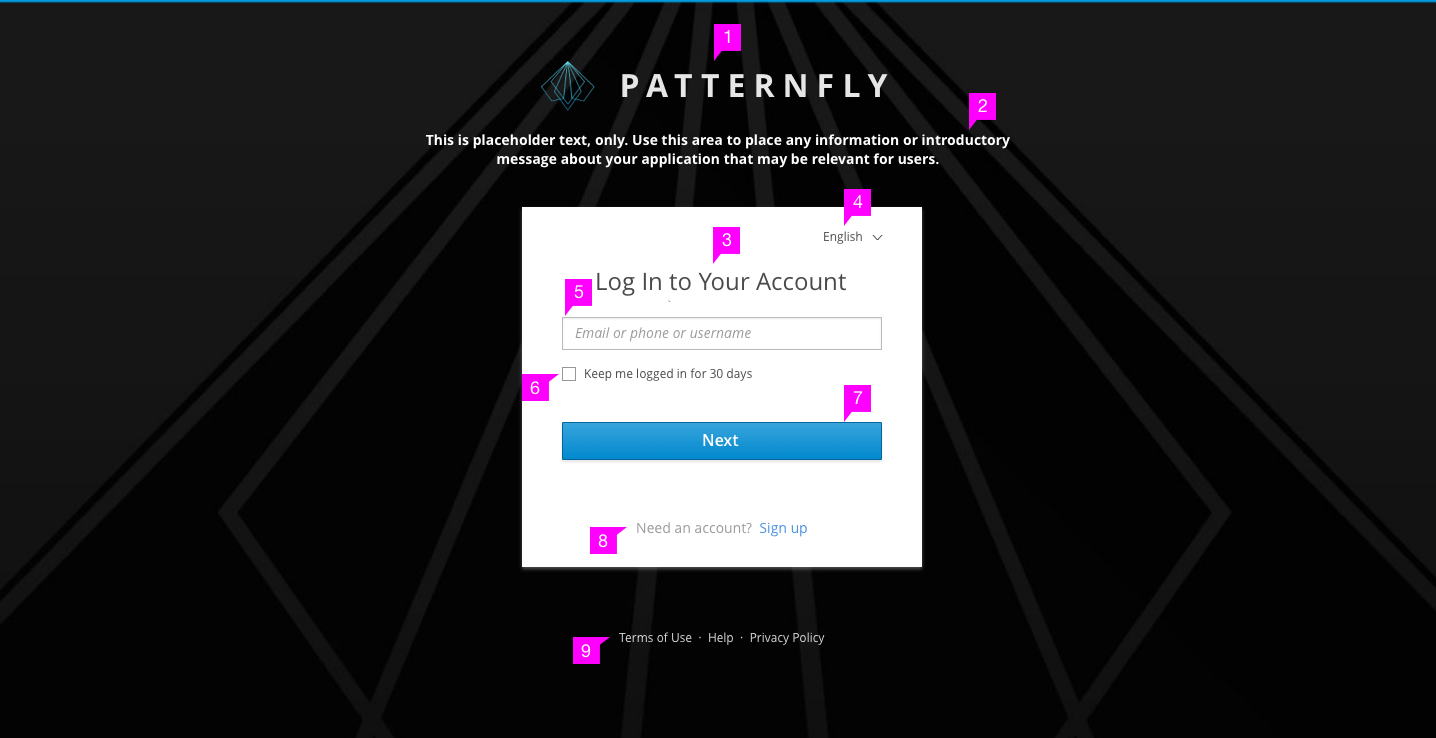 1
PATTERNFLY
2
This is placeholder text, only. Use this area to place any information or introductory
message about your application that may be relevant for users.
4
English
3
Log In to Your Account
5
Email or phone or username
6
Keep me logged in for 30 days
7
Next
8
Need an account? Sign up
9
Terms of Use · Help · Privacy Policy